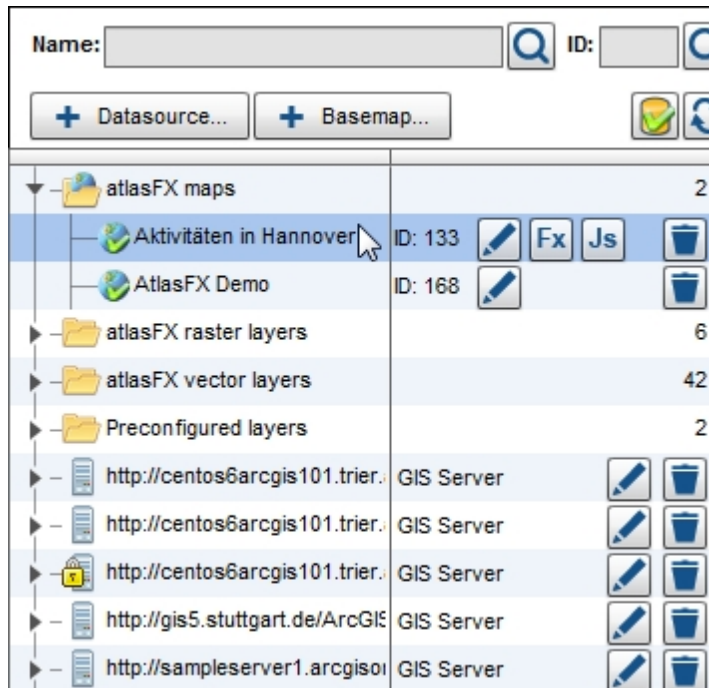 Name: ID:
Datasource... Basemap...
atlasFX maps 2
Aktivitäten in Hannover ID: 133 Fx Js
AtlasFX Demo ID: 168
atlasFX raster layers 6
atlasFX vector layers 42
Preconfigured layers 2
http://centos6arcgis101.trier. GIS Server
http://centos6arcgis101.trier. GIS Server
http://centos6arcgis101.trier. GIS Server
http://gis5.stuttgart.de/ArcGIS GIS Server
http://sampleserver1.arcgisor GIS Server